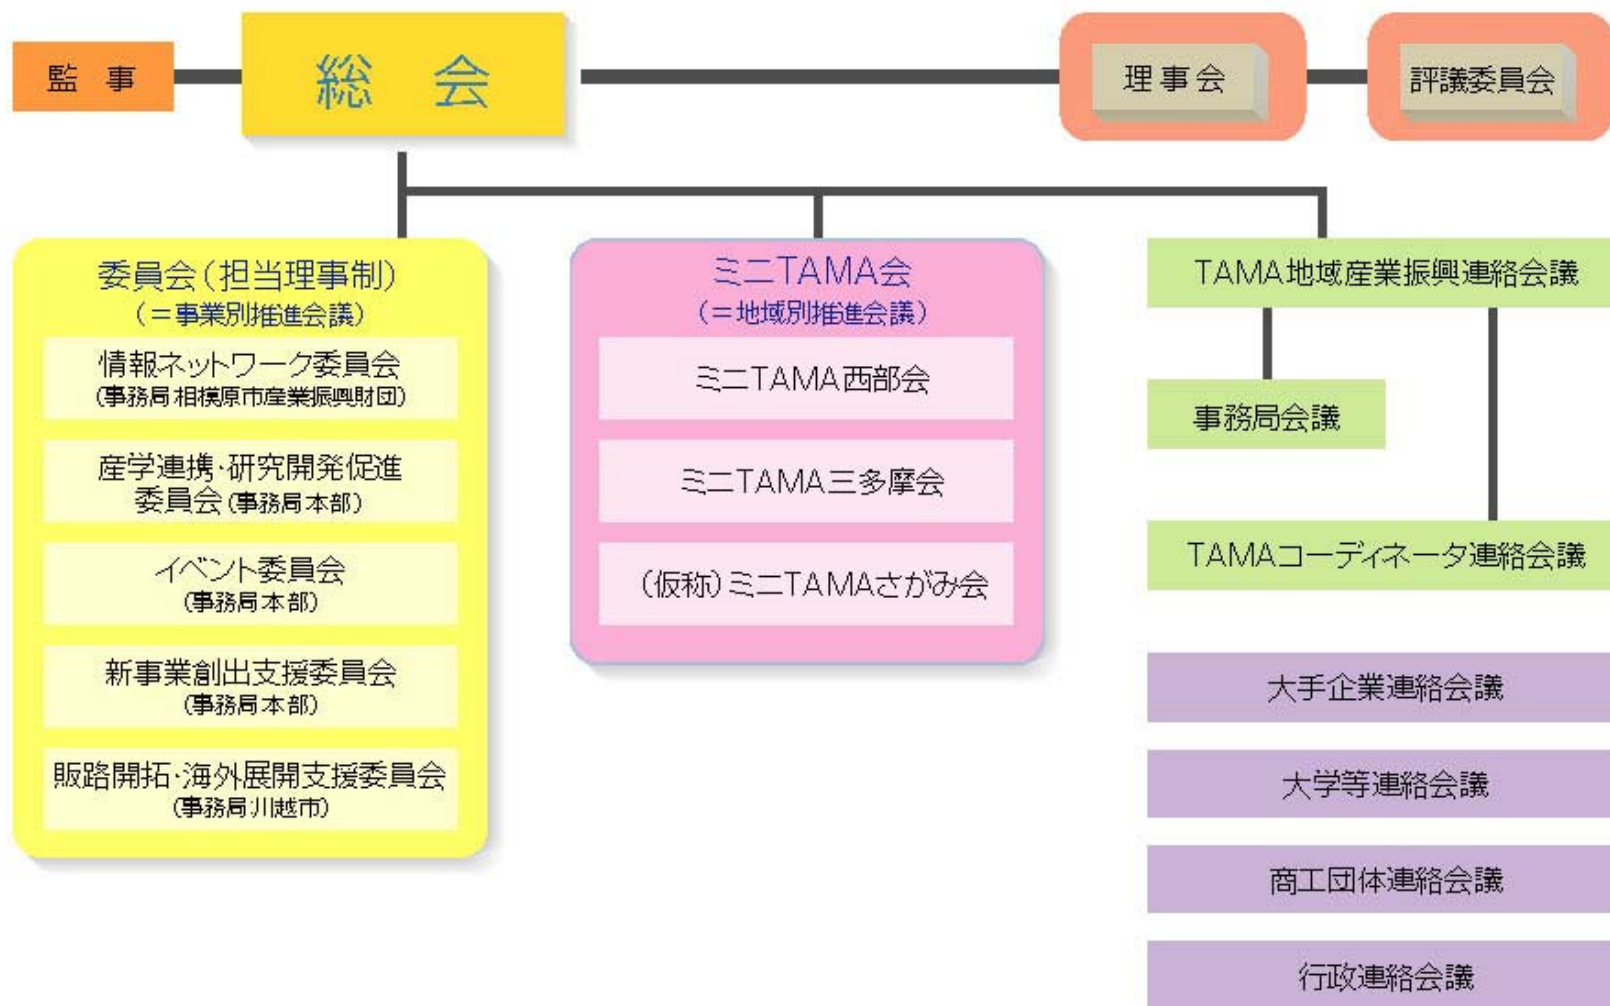 監 事
総 会
理事会
評議委員会
委員会(担当理事制)
(=事業別推進会議)
情報ネットワーク委員会
(事務局:相模原市産業振興財団)
産学連携・研究開発促進
委員会(事務局:本部)
イベント委員会
(事務局:本部)
新事業創出支援委員会
(事務局:本部)
販路開拓・海外展開支援委員会
(事務局:川越市)
ミニTAMA会
(=地域別推進会議)
ミニTAMA西部会
ミニTAMA三多摩会
(仮称)ミニTAMAさがみ会
TAMA地域産業振興連絡会議
事務局会議
TAMAコーディネータ連絡会議
大手企業連絡会議
大学等連絡会議
商工団体連絡会議
行政連絡会議